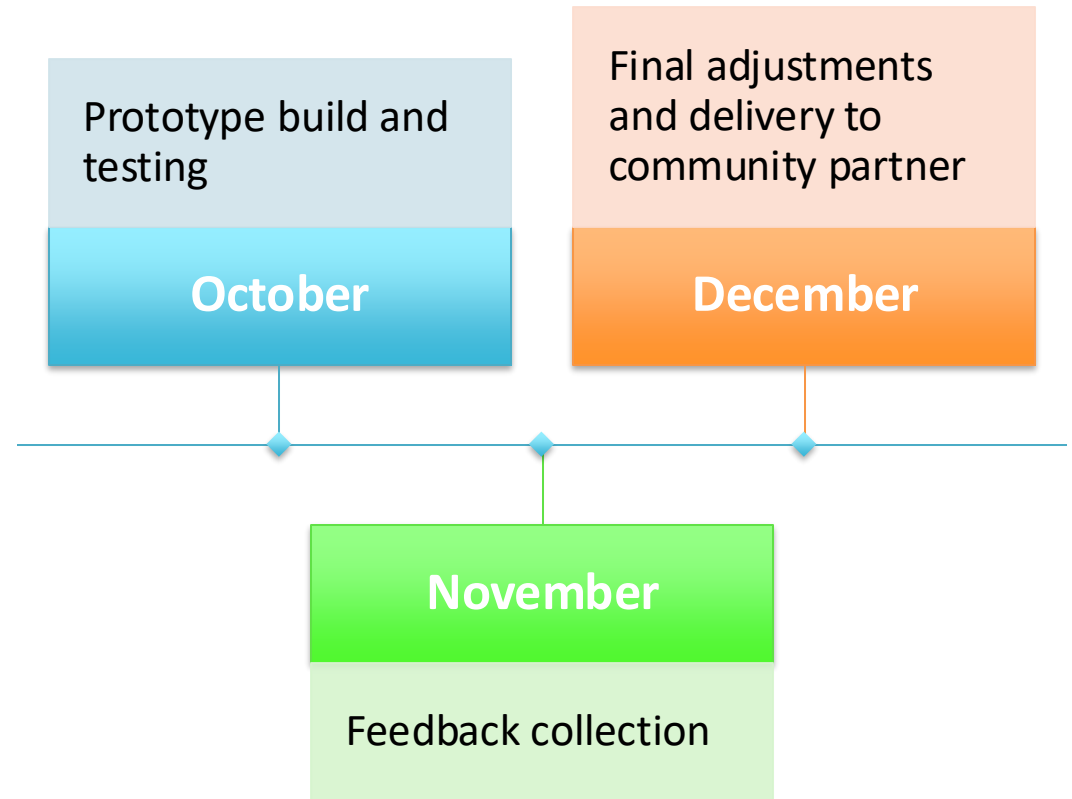 Prototype build and
testing
October
Final adjustments
and delivery to
community partner
December
November
Feedback collection